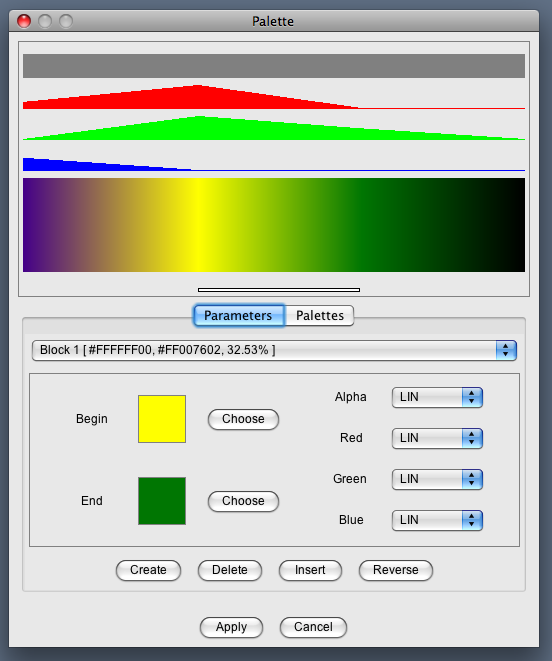 Palette
Parameters Palettes
Block 1 [ #FFFFFF00, #FF007602, 32.53% ]
Begin Choose
End Choose
Alpha LIN
Red LIN
Green LIN
Blue LIN
Create Delete Insert Reverse
Apply Cancel